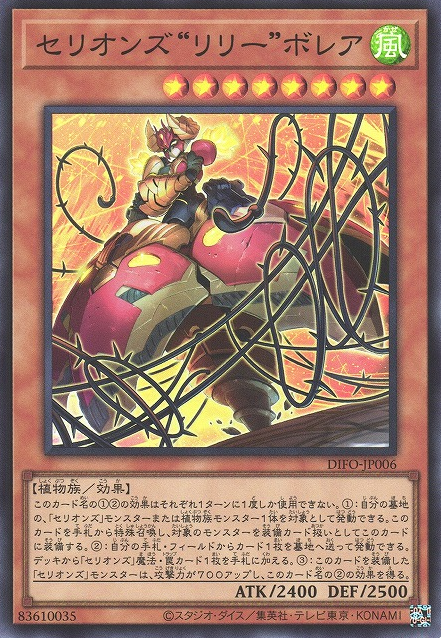 セリオンズ“リリー”ボレア
風
DIFO-JP006
【植物族／効果】
このカード名の①②の効果はそれぞれ1ターンに1度しか使用できない。①：自分の墓地
の、「セリオンズ」モンスターまたは植物族モンスター1体を対象として発動できる。この
カードを手札から特殊召喚し、対象のモンスターを装備カード扱いとしてこのカード
に装備する。②：自分の手札・フィールドからカード1枚を墓地へ送って発動できる。
デッキから「セリオンズ」魔法・罠カード1枚を手札に加える。③：このカードを装備した
「セリオンズ」モンスターは、攻撃力が700アップし、このカード名の②の効果を得る。
ATK/2400 DEF/2500
83610035
©スタジオ・ダイス／集英社・テレビ東京・KONAMI